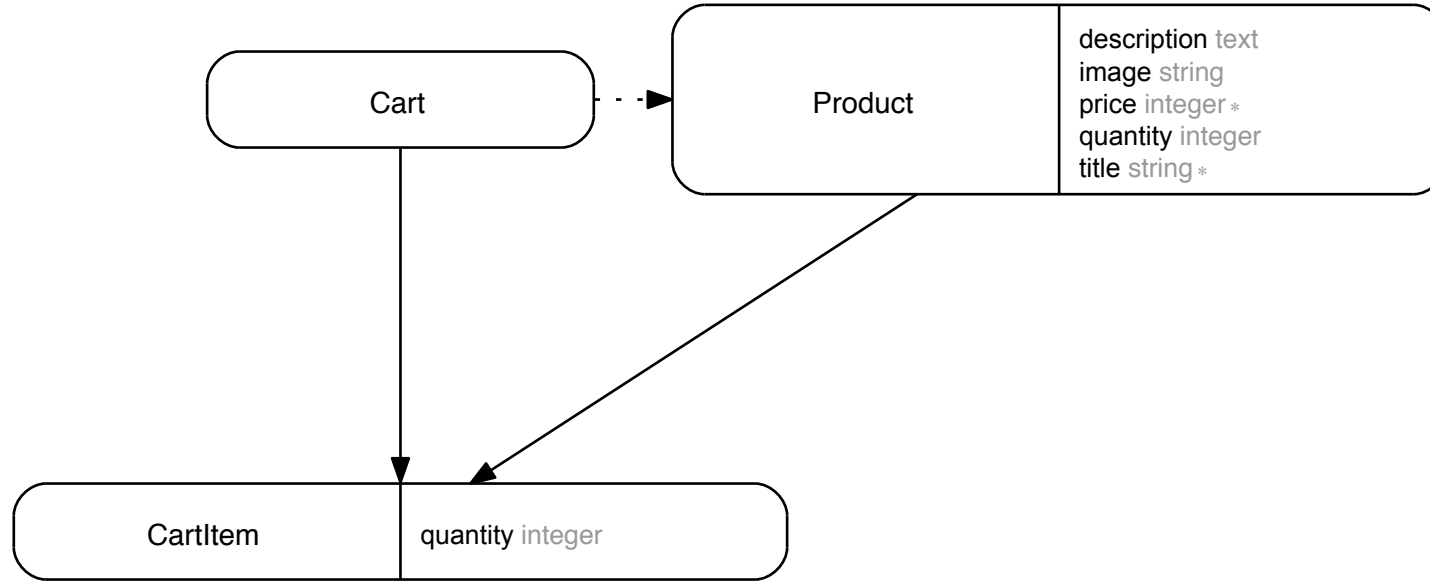 Cart
Product
description text
image string
price integer *
quantity integer
title string *
CartItem
quantity integer